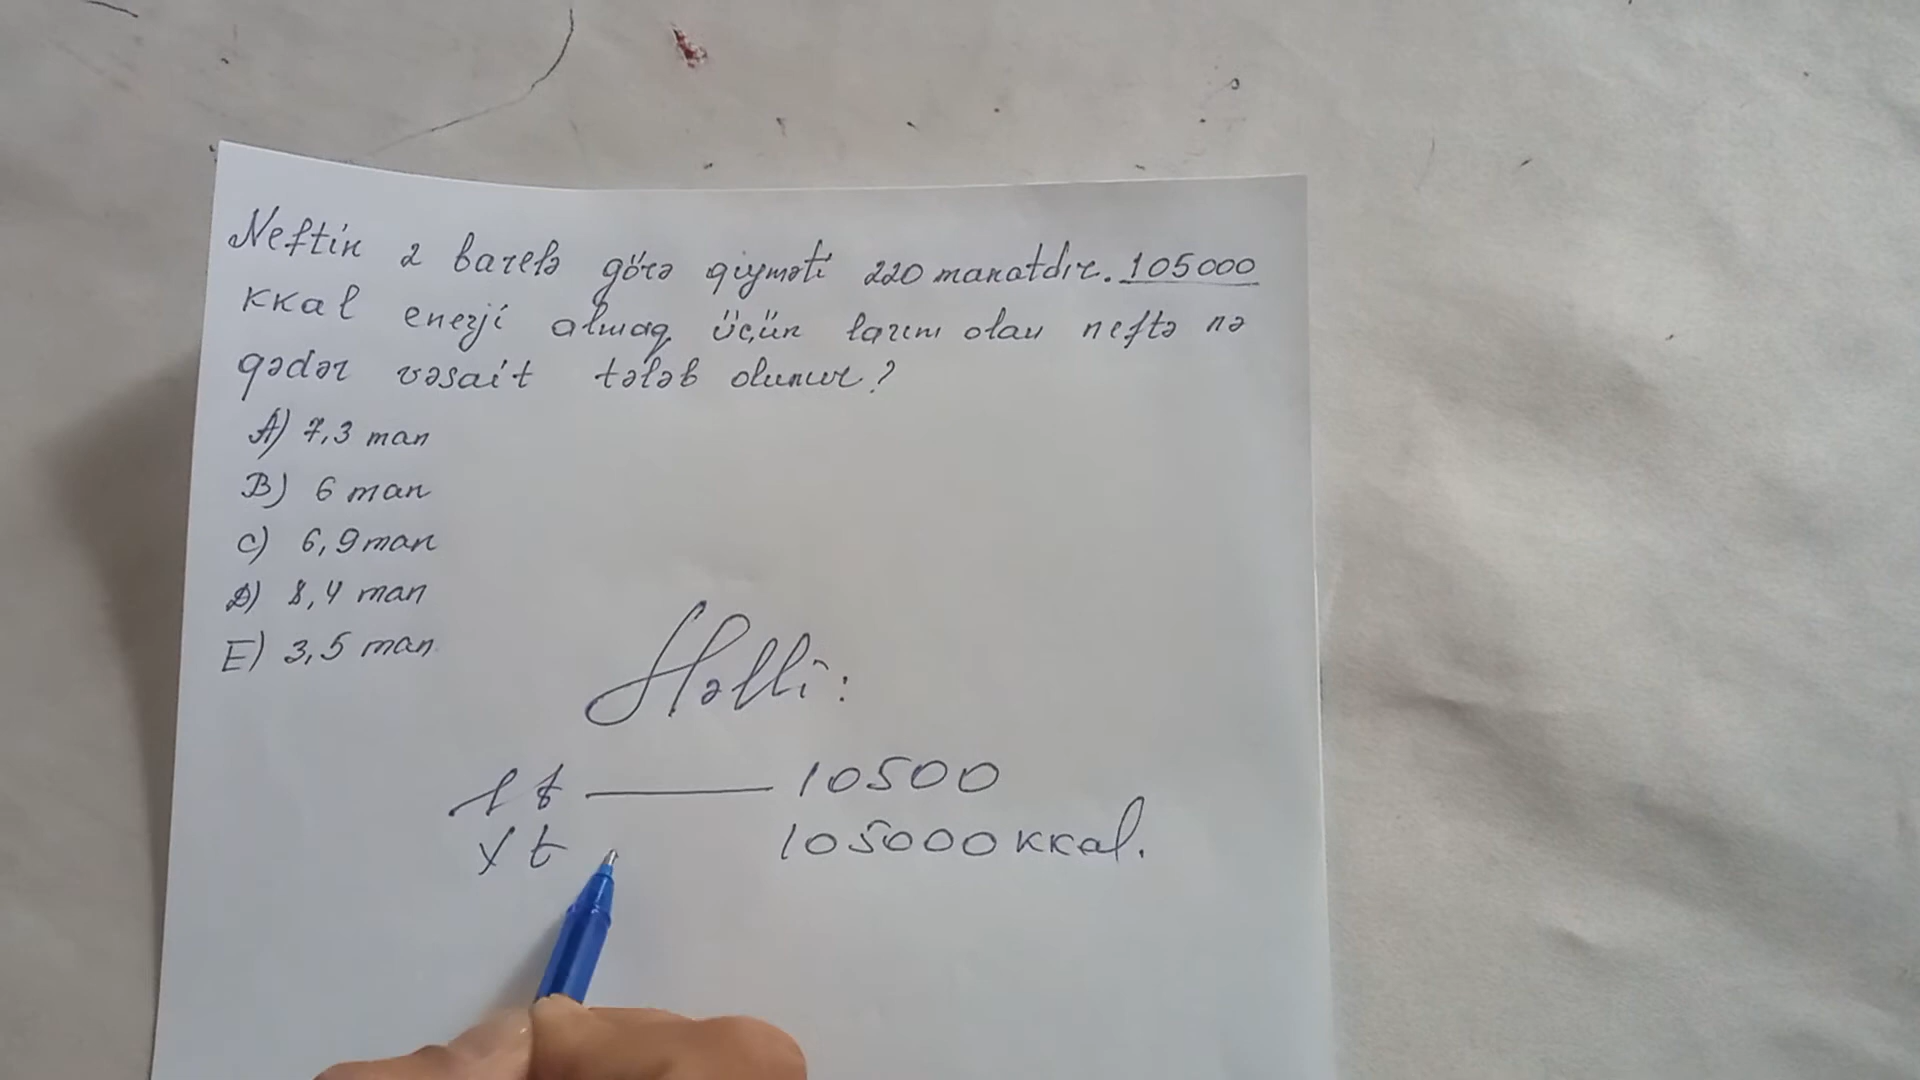 Neftin 2 barelə görə qiyməti 220 manatdır. 105000
kkal enerji almaq üçün lazım olan neftə nə
qədər vəsait tələb olunur?
A) 7,3 man
B) 6 man
C) 6,9 man
D) 8,4 man
E) 3,5 man
Həlli:
1 t — 10500
X t 105000 kkal.